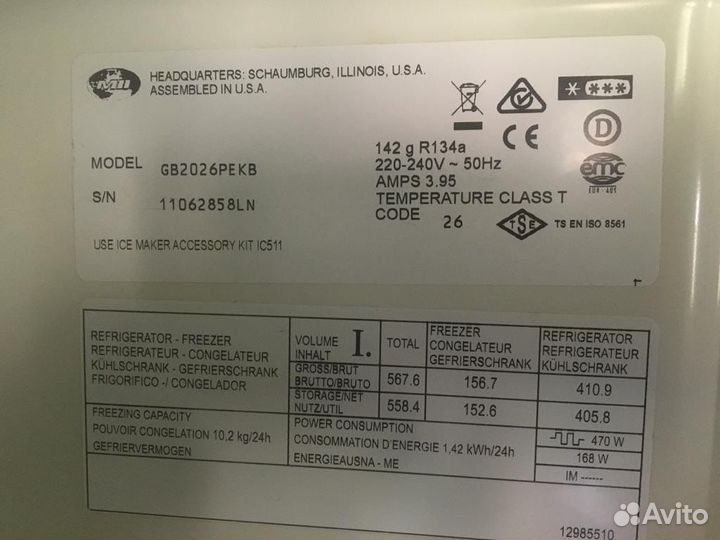 MII
HEADQUARTERS: SCHAUMBURG, ILLINOIS, U.S.A.
ASSEMBLED IN U.S.A.
MODEL GB2026PEKB
S/N 11062858LN
USE ICE MAKER ACCESSORY KIT IC511
142 g R134a
220-240V ~ 50Hz
AMPS 3.95
TEMPERATURE CLASS T
CODE 26
CE
D
emc
TSE TS EN ISO 8561
REFRIGERATOR - FREEZER
REFRIGERATEUR - CONGELATEUR
KÜHLSCHRANK - GEFRIERSCHRANK
FRIGORIFICO -/ CONGELADOR
VOLUME I.
INHALT
TOTAL
FREEZER
CONGELATEUR
GEFRIERSCHRANK
REFRIGERATOR
REFRIGERATEUR
KÜHLSCHRANK
GROSS/BRUT
BRUTTO/BRUTO 567.6 156.7 410.9
STORAGE/NET
NUTZ/UTIL 558.4 152.6 405.8
FREEZING CAPACITY
POUVOIR CONGELATION 10,2 kg/24h
GEFRIERVERMOGEN
POWER CONSUMPTION
CONSOMMATION D'ENERGIE 1,42 kWh/24h
ENERGIEAUSNA - ME
470 W
168 W
IM ------
12985510
Avito